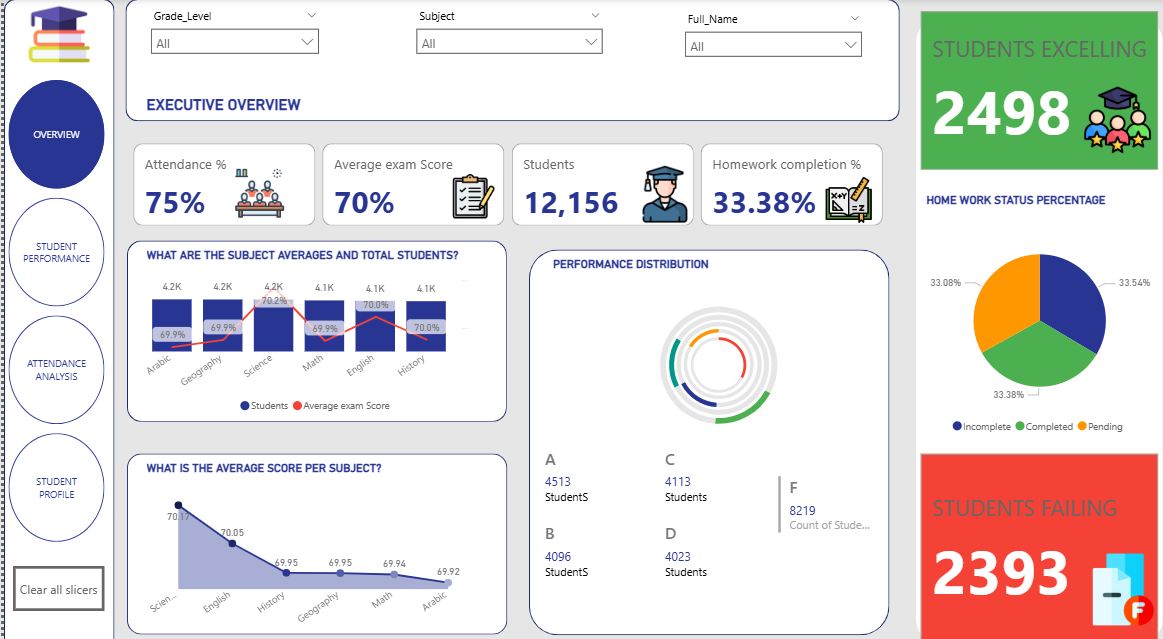 Grade_Level
All
Subject
All
Full_Name
All
EXECUTIVE OVERVIEW
OVERVIEW
STUDENT
PERFORMANCE
ATTENDANCE
ANALYSIS
STUDENT
PROFILE
Clear all slicers
Attendance %
75%
Average exam Score
70%
Students
12,156
Homework completion %
33.38%
X+Y
=Z
STUDENTS EXCELLING
2498
WHAT ARE THE SUBJECT AVERAGES AND TOTAL STUDENTS?
4.2K 4.2K 4.2K 4.1K 4.1K 4.1K
69.9% 69.9% 70.2% 69.9% 70.0% 70.0%
Arabic Geography Science Math English History
Students Average exam Score
WHAT IS THE AVERAGE SCORE PER SUBJECT?
70.17 70.05 69.95 69.95 69.94 69.92
Scien... English History Geography Math Arabic
PERFORMANCE DISTRIBUTION
A
4513
StudentS
C
4113
Students
B
4096
StudentS
D
4023
Students
F
8219
Count of Stude...
HOME WORK STATUS PERCENTAGE
33.08% 33.54%
33.38%
Incomplete Completed Pending
STUDENTS FAILING
2393
F